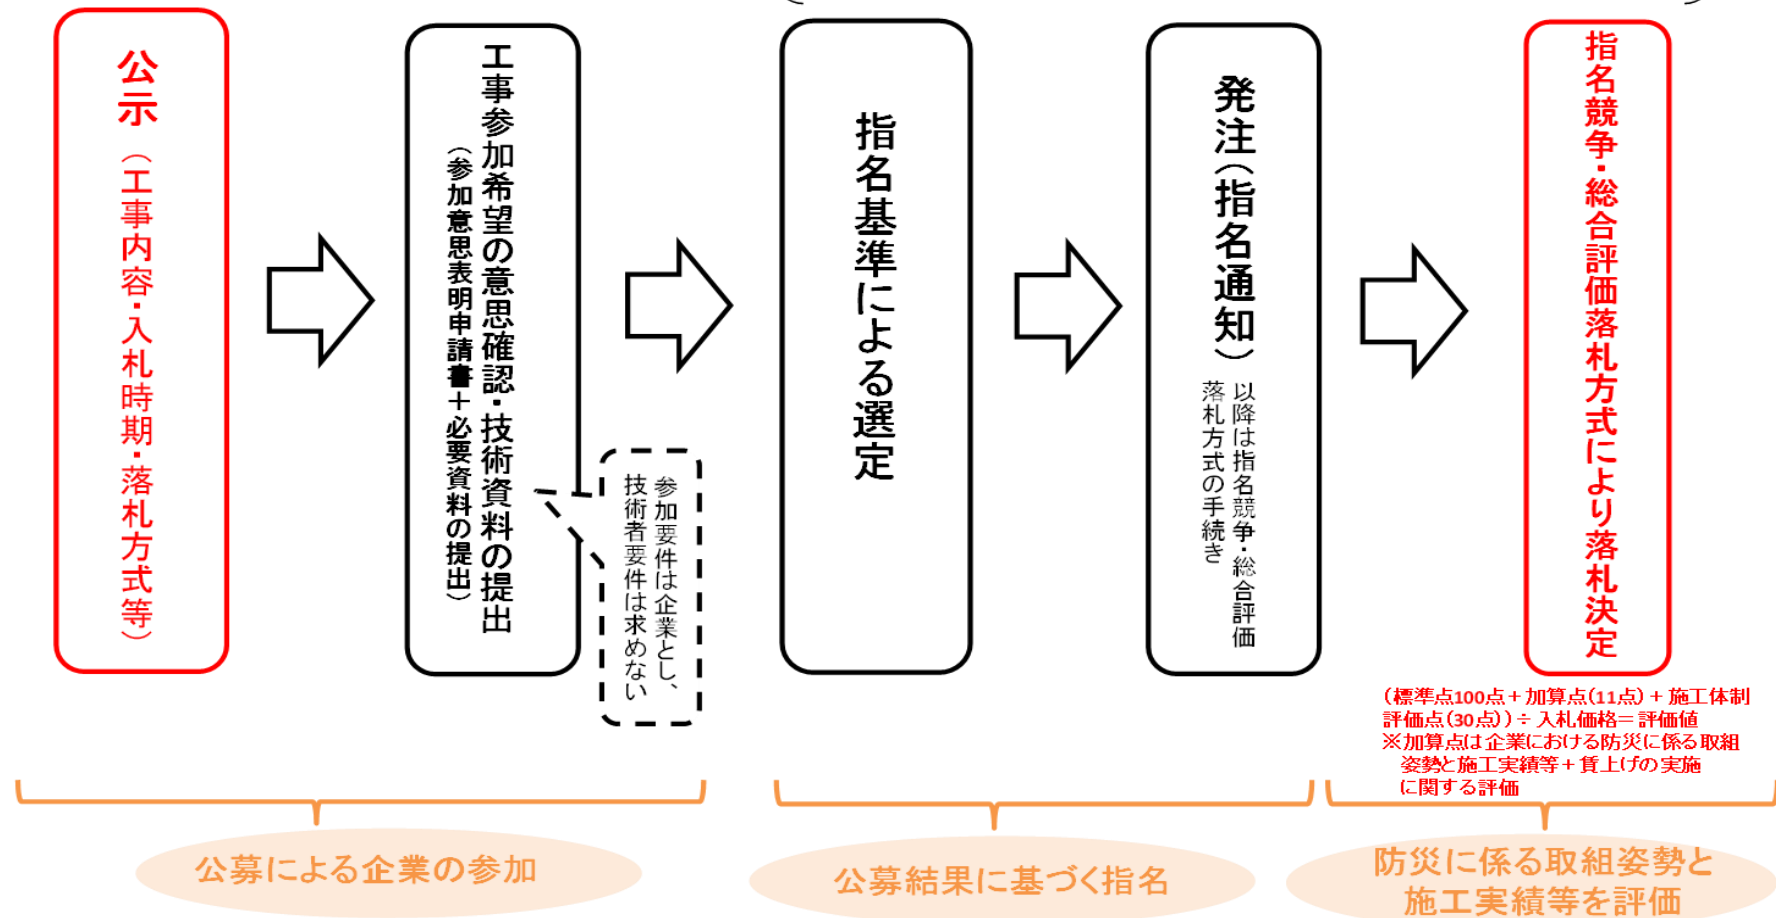 公示（工事内容・入札時期・落札方式等）
工事参加希望の意思確認・技術資料の提出
（参加意思表明申請書＋必要資料の提出）
参加要件は企業とし、
技術者要件は求めない
指名基準による選定
発注（指名通知）
以降は指名競争・総合評価
落札方式の手続き
指名競争・総合評価落札方式により落札決定
（標準点100点＋加算点(11点)＋施工体制
評価点(30点)）÷入札価格＝評価値
※加算点は企業における防災に係る取組
姿勢と施工実績等＋賃上げの実施
に関する評価
公募による企業の参加
公募結果に基づく指名
防災に係る取組姿勢と
施工実績等を評価